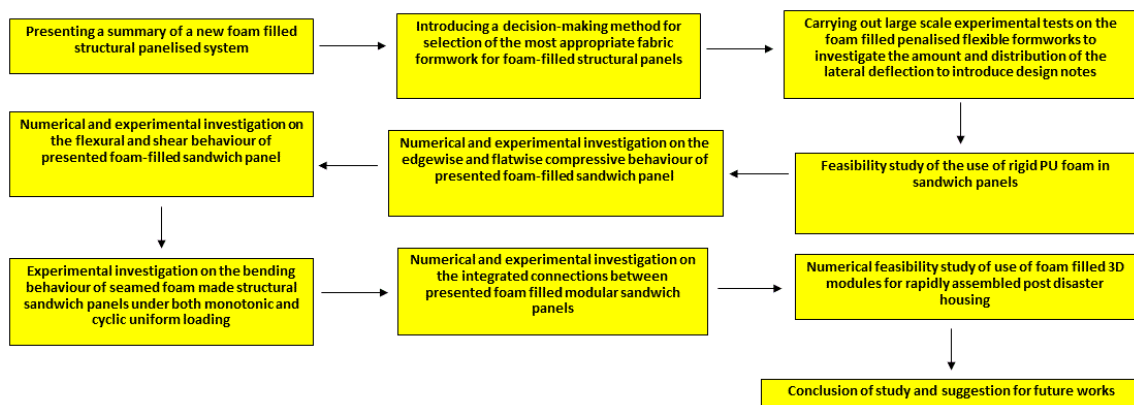 Presenting a summary of a new foam filled
structural panelised system
Introducing a decision-making method for
selection of the most appropriate fabric
formwork for foam-filled structural panels
Carrying out large scale experimental tests on the
foam filled penalised flexible formworks to
investigate the amount and distribution of the
lateral deflection to introduce design notes
Feasibility study of the use of rigid PU foam in
sandwich panels
Numerical and experimental investigation on the
edgewise and flatwise compressive behaviour of
presented foam-filled sandwich panel
Numerical and experimental investigation on
the flexural and shear behaviour of
presented foam-filled sandwich panel
Experimental investigation on the bending
behaviour of seamed foam made structural
sandwich panels under both monotonic and
cyclic uniform loading
Numerical and experimental investigation on
the integrated connections between
presented foam filled modular sandwich
panels
Numerical feasibility study of use of foam filled 3D
modules for rapidly assembled post disaster
housing
Conclusion of study and suggestion for future works